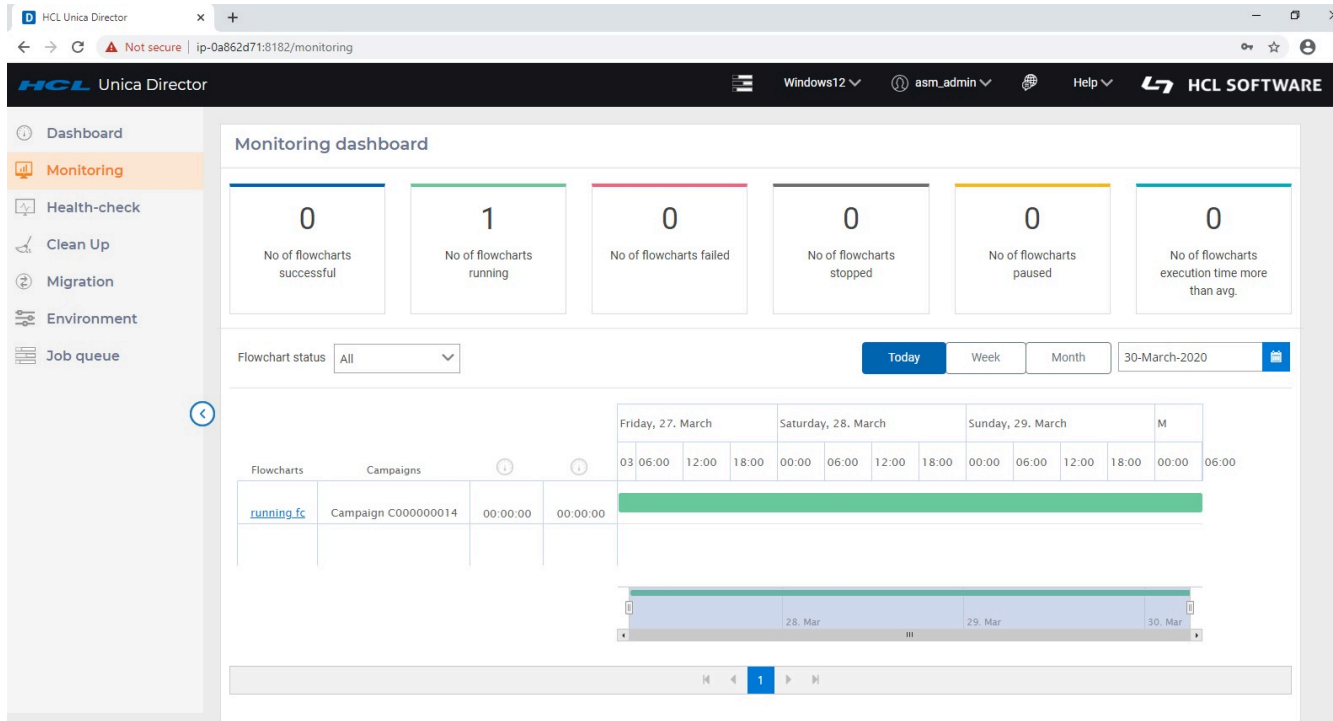 HCL Unica Director
Not secure | ip-0a862d71:8182/monitoring
HCL Unica Director
Windows12
asm_admin
Help
HCL SOFTWARE
Dashboard
Monitoring
Health-check
Clean Up
Migration
Environment
Job queue
Monitoring dashboard
0
No of flowcharts
successful
1
No of flowcharts
running
0
No of flowcharts failed
0
No of flowcharts
stopped
0
No of flowcharts
paused
0
No of flowcharts
execution time more
than avg.
Flowchart status All
Today Week Month 30-March-2020
Friday, 27. March Saturday, 28. March Sunday, 29. March M
Flowcharts Campaigns 03 06:00 12:00 18:00 00:00 06:00 12:00 18:00 00:00 06:00 12:00 18:00 00:00 06:00
running fc Campaign C000000014 00:00:00 00:00:00
28. Mar 29. Mar 30. Mar
1